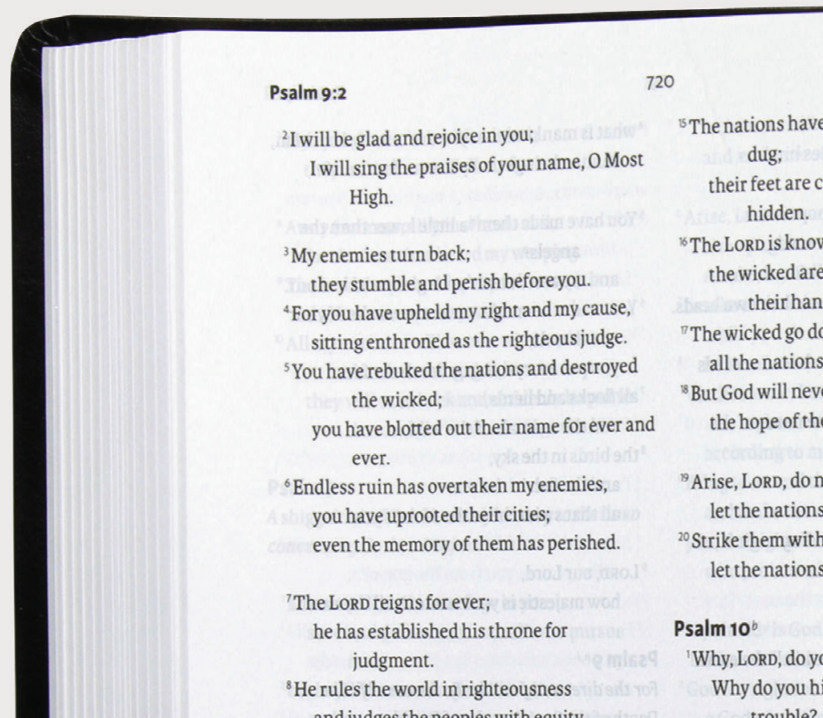 Psalm 9:2
720
²I will be glad and rejoice in you;
I will sing the praises of your name, O Most
High.
³My enemies turn back;
they stumble and perish before you.
⁴For you have upheld my right and my cause,
sitting enthroned as the righteous judge.
⁵You have rebuked the nations and destroyed
the wicked;
you have blotted out their name for ever and
ever.
⁶Endless ruin has overtaken my enemies,
you have uprooted their cities;
even the memory of them has perished.
⁷The LORD reigns for ever;
he has established his throne for
judgment.
⁸He rules the world in righteousness
and judges the peoples with equity
¹⁵The nations have
dug;
their feet are c
hidden.
¹⁶The LORD is know
the wicked are
their han
¹⁷The wicked go do
all the nations
¹⁸But God will neve
the hope of the
¹⁹Arise, LORD, do n
let the nations
²⁰Strike them with
let the nations
Psalm 10ᵇ
¹Why, LORD, do yo
Why do you hi
trouble?